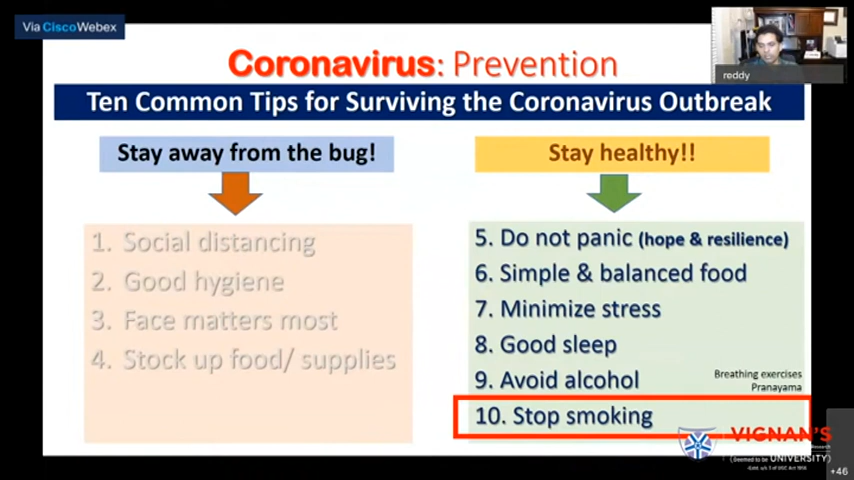 Via CiscoWebex
reddy
Coronavirus: Prevention
Ten Common Tips for Surviving the Coronavirus Outbreak
Stay away from the bug!
1. Social distancing
2. Good hygiene
3. Face matters most
4. Stock up food/ supplies
Stay healthy!!
5. Do not panic (hope & resilience)
6. Simple & balanced food
7. Minimize stress
8. Good sleep
9. Avoid alcohol
Breathing exercises
Pranayama
10. Stop smoking
VIGNAN'S
(Deemed to be UNIVERSITY)
+46